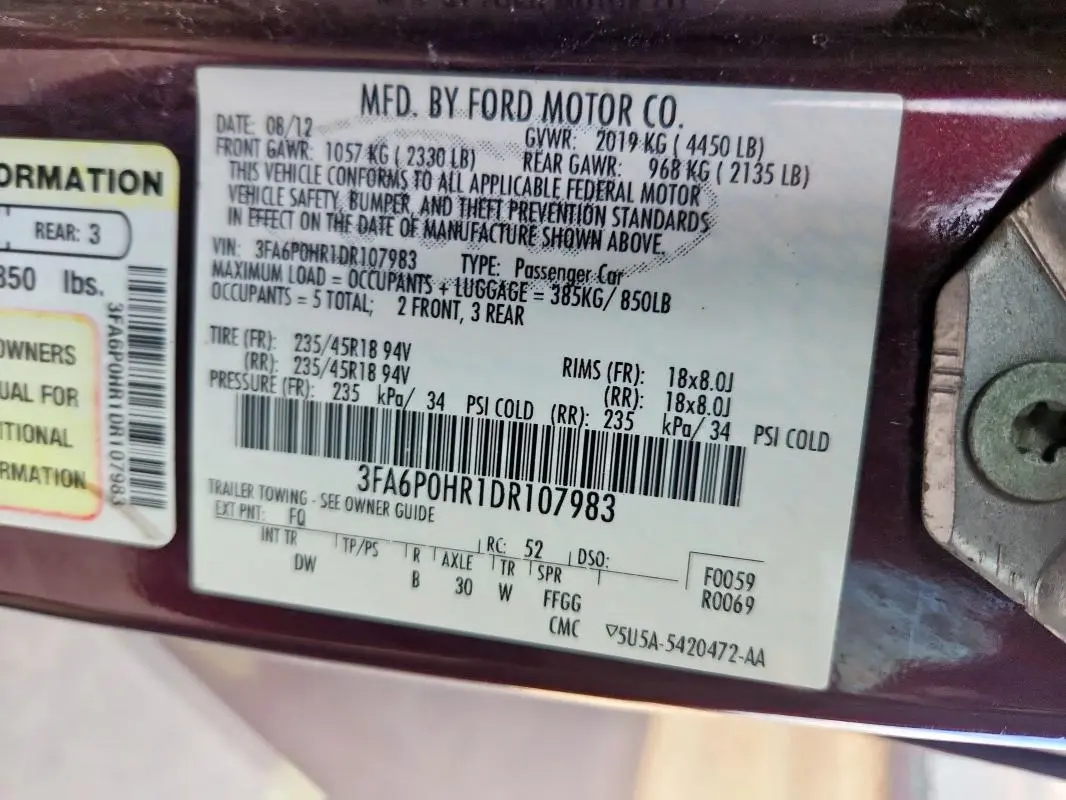 MFD. BY FORD MOTOR CO.
DATE: 08/12 GVWR: 2019 KG ( 4450 LB)
FRONT GAWR: 1057 KG ( 2330 LB) REAR GAWR: 968 KG ( 2135 LB)
THIS VEHICLE CONFORMS TO ALL APPLICABLE FEDERAL MOTOR
VEHICLE SAFETY, BUMPER, AND THEFT PREVENTION STANDARDS
IN EFFECT ON THE DATE OF MANUFACTURE SHOWN ABOVE.
VIN: 3FA6P0HR1DR107983 TYPE: Passenger Car
MAXIMUM LOAD = OCCUPANTS + LUGGAGE = 385KG/ 850LB
OCCUPANTS = 5 TOTAL; 2 FRONT, 3 REAR
TIRE (FR): 235/45R18 94V RIMS (FR): 18x8.0J
(RR): 235/45R18 94V (RR): 18x8.0J
PRESSURE (FR): 235 kPa/ 34 PSI COLD (RR): 235 kPa/ 34 PSI COLD
3FA6P0HR1DR107983
TRAILER TOWING - SEE OWNER GUIDE
EXT PNT: FQ RC: 52 DSO:
INT TR TP/PS R AXLE TR SPR F0059
DW B 30 W FFGG R0069
CMC ▽5U5A-5420472-AA
ORMATION
REAR: 3
850 lbs.
OWNERS
UAL FOR
ITIONAL
RMATION
3FA6P0HR1DR107983